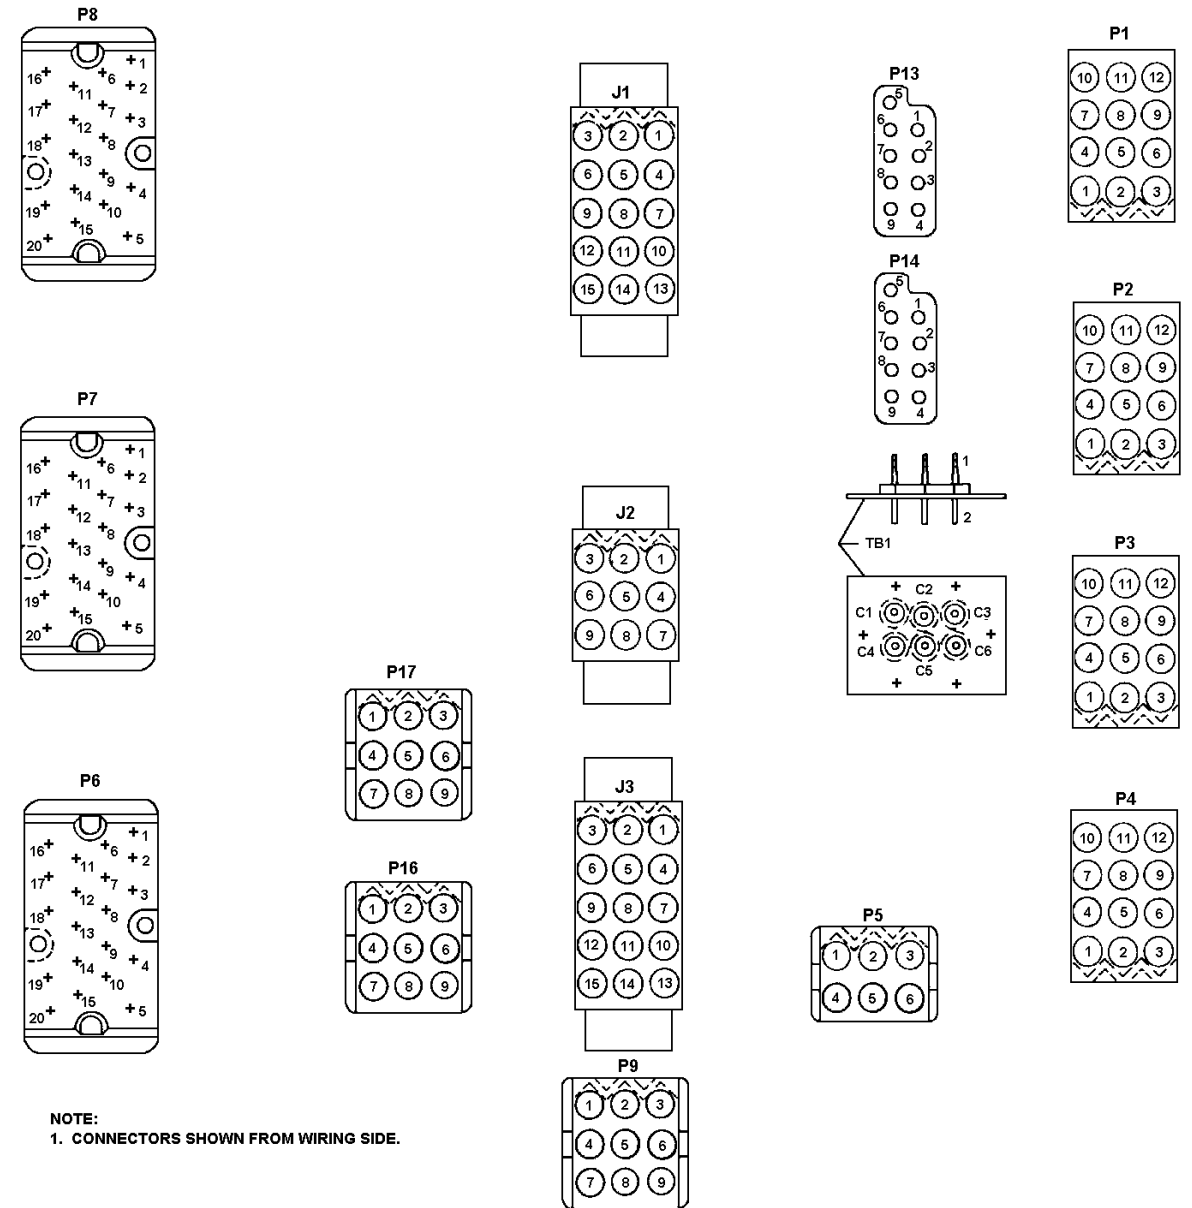 P8
1
16 6
11 2
17 7
12 3
18 8
13
9
14 4
19 10
15
20 5
P7
1
16 6
11 2
17 7
12 3
18 8
13
9
14 4
19 10
15
20 5
P6
1
16 6
11 2
17 7
12 3
18 8
13
9
14 4
19 10
15
20 5
P17
1 2 3
4 5 6
7 8 9
P16
1 2 3
4 5 6
7 8 9
J1
3 2 1
6 5 4
9 8 7
12 11 10
15 14 13
J2
3 2 1
6 5 4
9 8 7
J3
3 2 1
6 5 4
9 8 7
12 11 10
15 14 13
P9
1 2 3
4 5 6
7 8 9
P13
5
6 1
7 2
8 3
9 4
P14
5
6 1
7 2
8 3
9 4
1
2
TB1
C2
C1 C3
C4 C6
C5
P5
1 2 3
4 5 6
P1
10 11 12
7 8 9
4 5 6
1 2 3
P2
10 11 12
7 8 9
4 5 6
1 2 3
P3
10 11 12
7 8 9
4 5 6
1 2 3
P4
10 11 12
7 8 9
4 5 6
1 2 3
NOTE:
1. CONNECTORS SHOWN FROM WIRING SIDE.